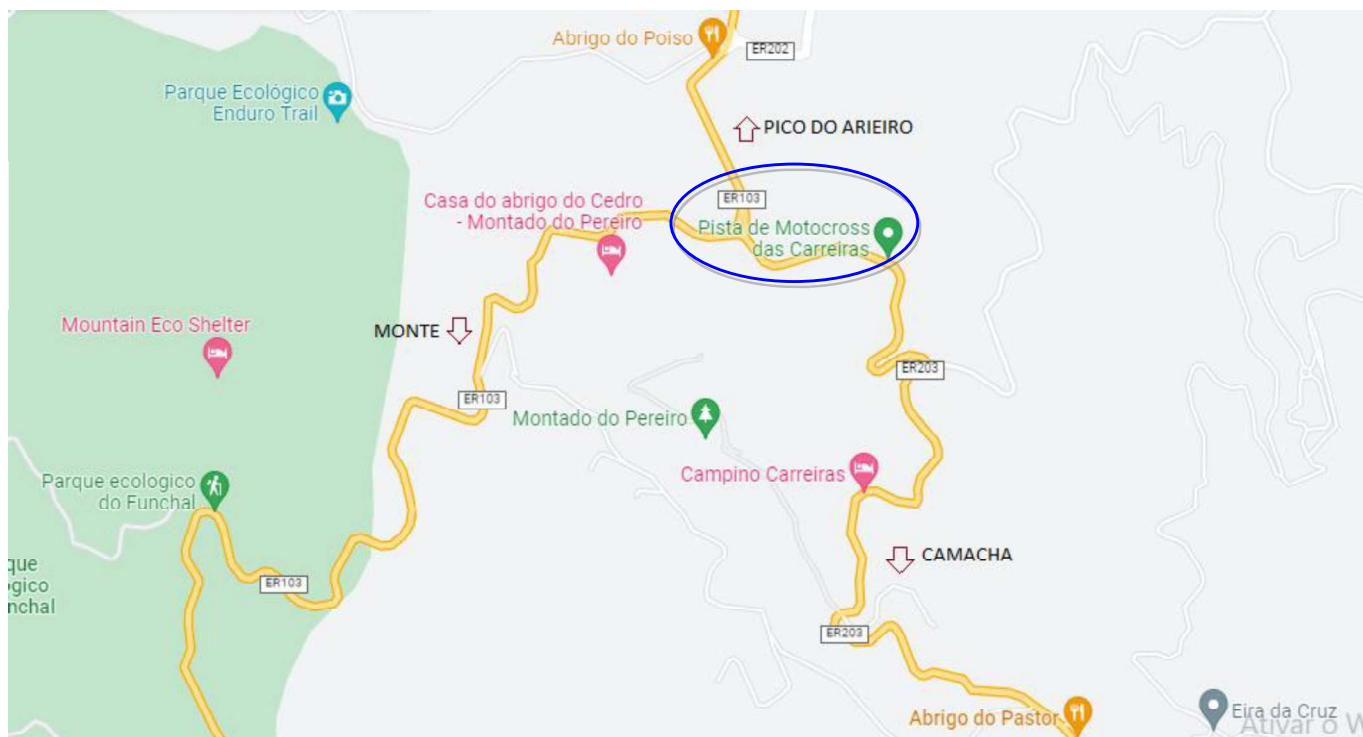 Abrigo do Poiso
ER202
Parque Ecológico
Enduro Trail
PICO DO ARIEIRO
Casa do abrigo do Cedro
- Montado do Pereiro
ER103
Pista de Motocross
das Carreiras
Mountain Eco Shelter
MONTE
ER203
ER103
Montado do Pereiro
Campino Carreiras
Parque ecologico
do Funchal
CAMACHA
que
ógico
nchal
ER103
ER203
Abrigo do Pastor
Eira da Cruz
Ativar o W